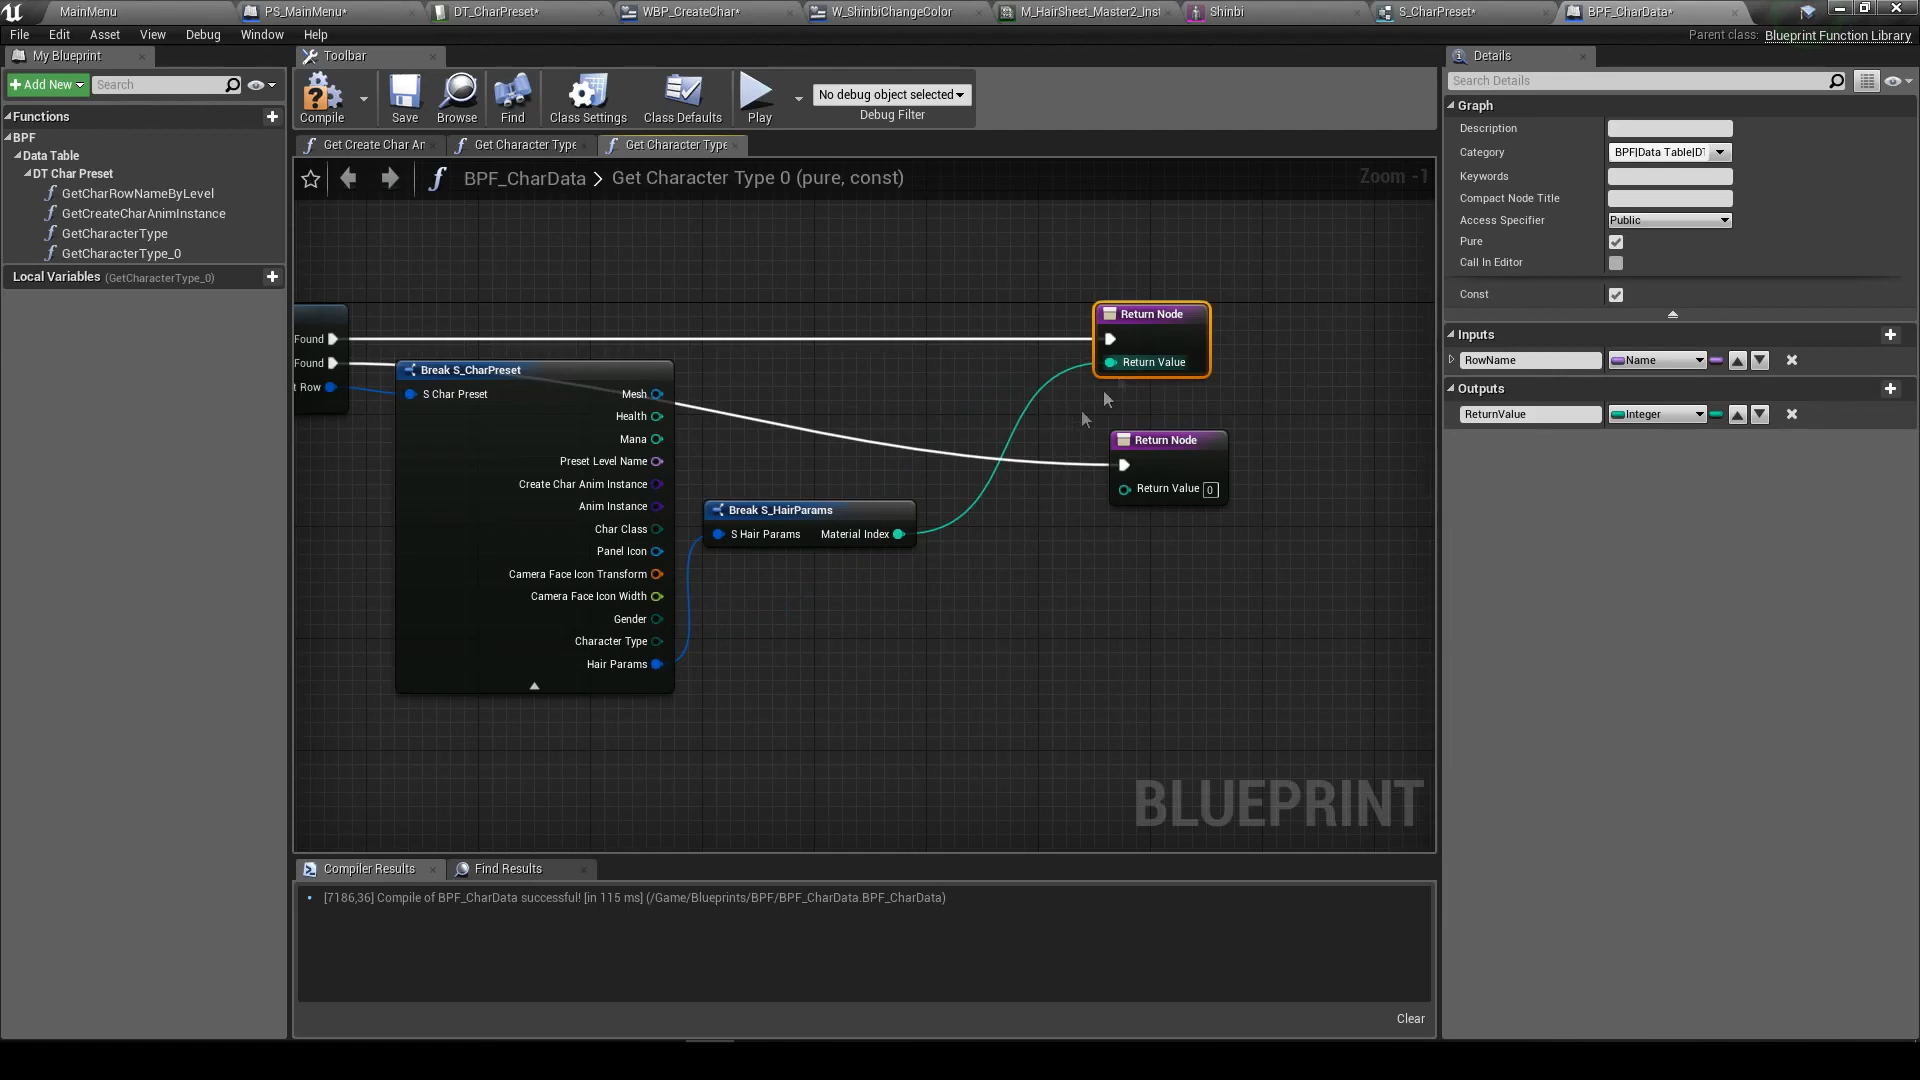 MainMenu
PS_MainMenu*
DT_CharPreset*
WBP_CreateChar*
W_ShinbiChangeColor
M_HairSheet_Master2_Inst
Shinbi
S_CharPreset*
BPF_CharData*
File Edit Asset View Debug Window Help
Parent class: Blueprint Function Library
My Blueprint
Toolbar
Details
Add New
Search
Compile
Save
Browse
Find
Class Settings
Class Defaults
Play
No debug object selected
Debug Filter
Search Details
Functions
BPF
Data Table
DT Char Preset
GetCharRowNameByLevel
GetCreateCharAnimInstance
GetCharacterType
GetCharacterType_0
Local Variables (GetCharacterType_0)
Get Create Char An
Get Character Type
Get Character Type
BPF_CharData > Get Character Type 0 (pure, const)
Zoom -1
Found
Found
t Row
Break S_CharPreset
S Char Preset
Mesh
Health
Mana
Preset Level Name
Create Char Anim Instance
Anim Instance
Char Class
Panel Icon
Camera Face Icon Transform
Camera Face Icon Width
Gender
Character Type
Hair Params
Break S_HairParams
S Hair Params Material Index
Return Node
Return Value
Return Node
Return Value 0
BLUEPRINT
Graph
Description
Category BPF|Data Table|DT
Keywords
Compact Node Title
Access Specifier Public
Pure
Call In Editor
Const
Inputs
RowName Name
Outputs
ReturnValue Integer
Compiler Results
Find Results
[7186,36] Compile of BPF_CharData successful! [in 115 ms] (/Game/Blueprints/BPF/BPF_CharData.BPF_CharData)
Clear